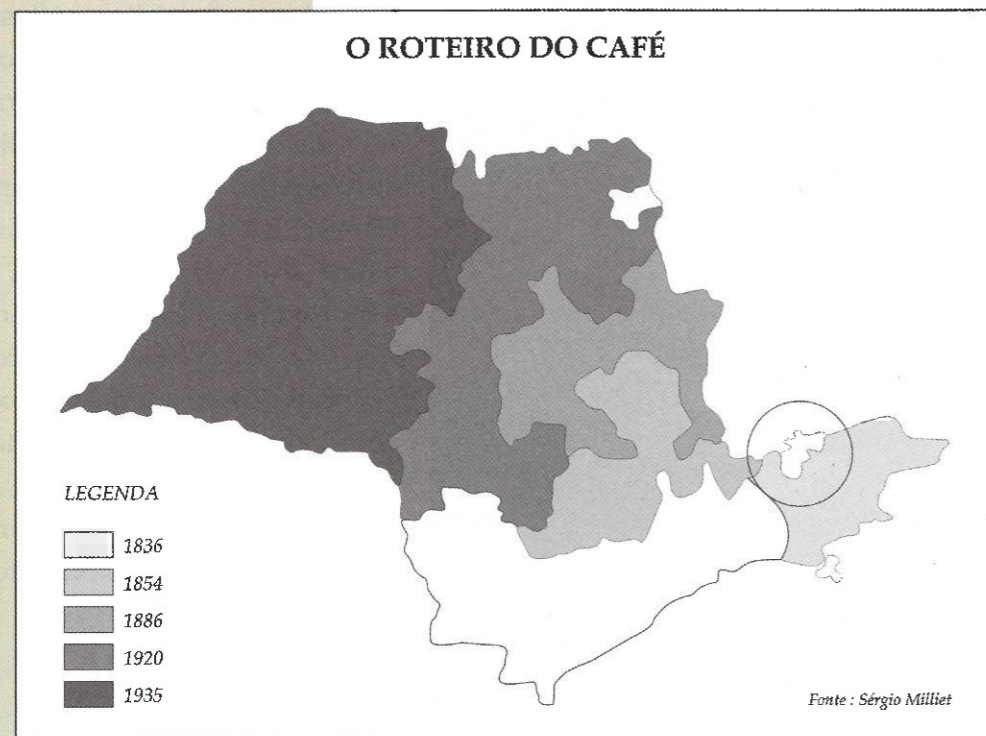 O ROTEIRO DO CAFÉ
LEGENDA
1836
1854
1886
1920
1935
Fonte : Sérgio Milliet